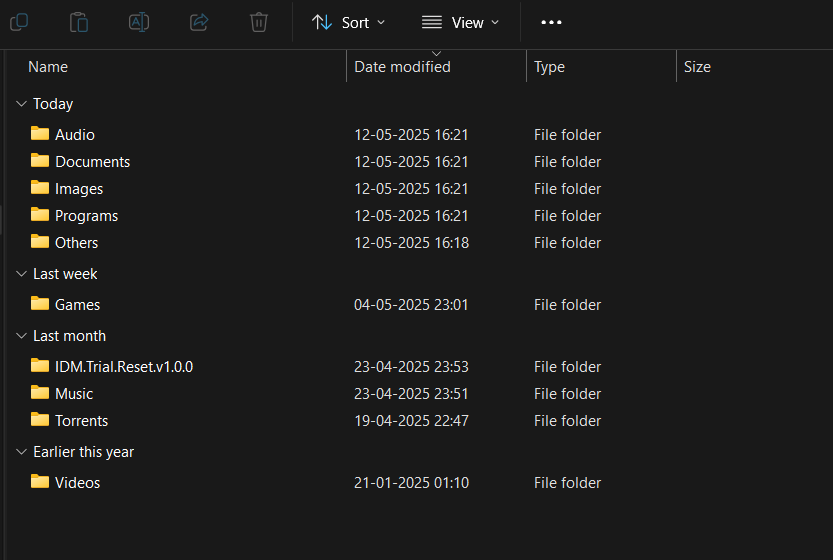 Sort View
Name Date modified Type Size
Today
Audio 12-05-2025 16:21 File folder
Documents 12-05-2025 16:21 File folder
Images 12-05-2025 16:21 File folder
Programs 12-05-2025 16:21 File folder
Others 12-05-2025 16:18 File folder
Last week
Games 04-05-2025 23:01 File folder
Last month
IDM.Trial.Reset.v1.0.0 23-04-2025 23:53 File folder
Music 23-04-2025 23:51 File folder
Torrents 19-04-2025 22:47 File folder
Earlier this year
Videos 21-01-2025 01:10 File folder